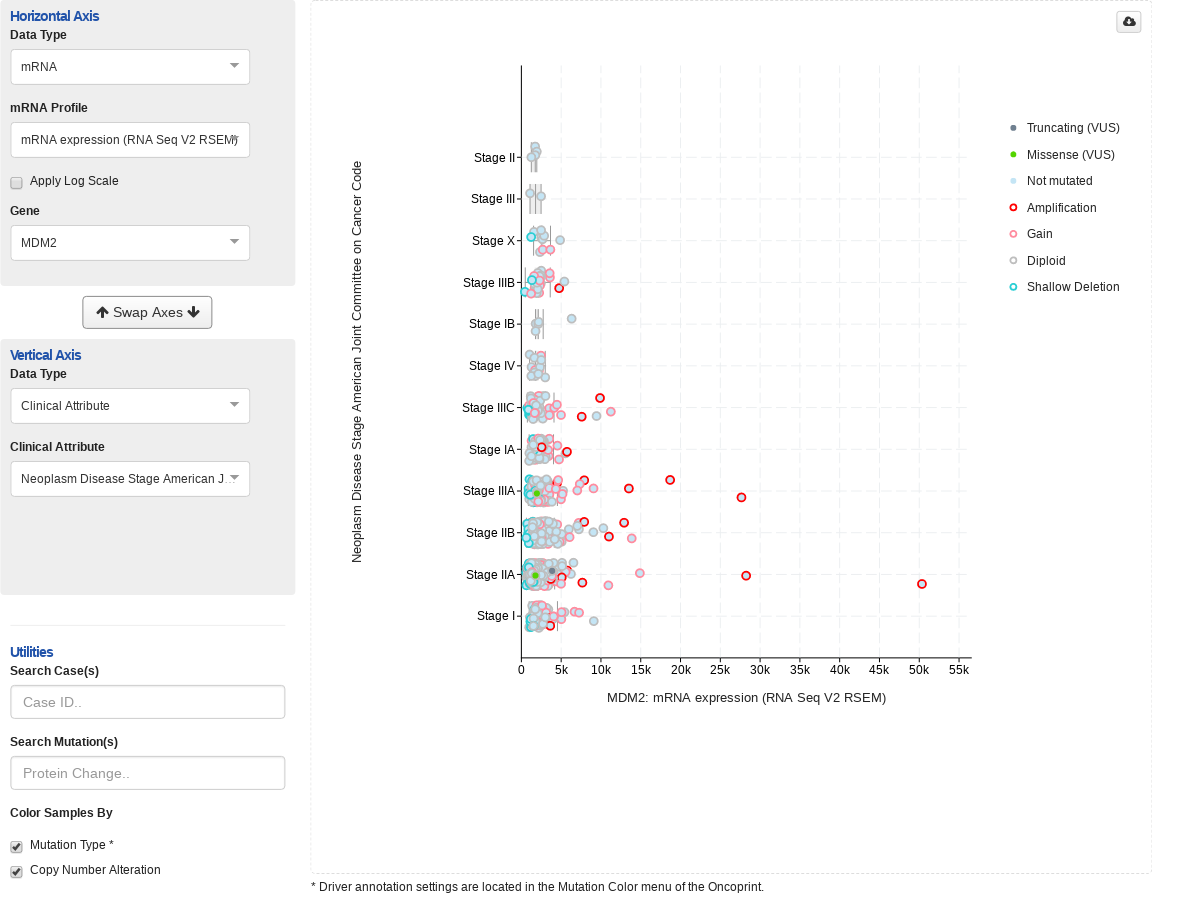 Horizontal Axis
Data Type
mRNA
mRNA Profile
mRNA expression (RNA Seq V2 RSEM)
Apply Log Scale
Gene
MDM2
Swap Axes
Vertical Axis
Data Type
Clinical Attribute
Clinical Attribute
Neoplasm Disease Stage American J...
Utilities
Search Case(s)
Case ID..
Search Mutation(s)
Protein Change..
Color Samples By
Mutation Type *
Copy Number Alteration
Neoplasm Disease Stage American Joint Committee on Cancer Code
Stage II
Stage III
Stage X
Stage IIIB
Stage IB
Stage IV
Stage IIIC
Stage IA
Stage IIIA
Stage IIB
Stage IIA
Stage I
0 5k 10k 15k 20k 25k 30k 35k 40k 45k 50k 55k
MDM2: mRNA expression (RNA Seq V2 RSEM)
Truncating (VUS)
Missense (VUS)
Not mutated
Amplification
Gain
Diploid
Shallow Deletion
* Driver annotation settings are located in the Mutation Color menu of the Oncoprint.